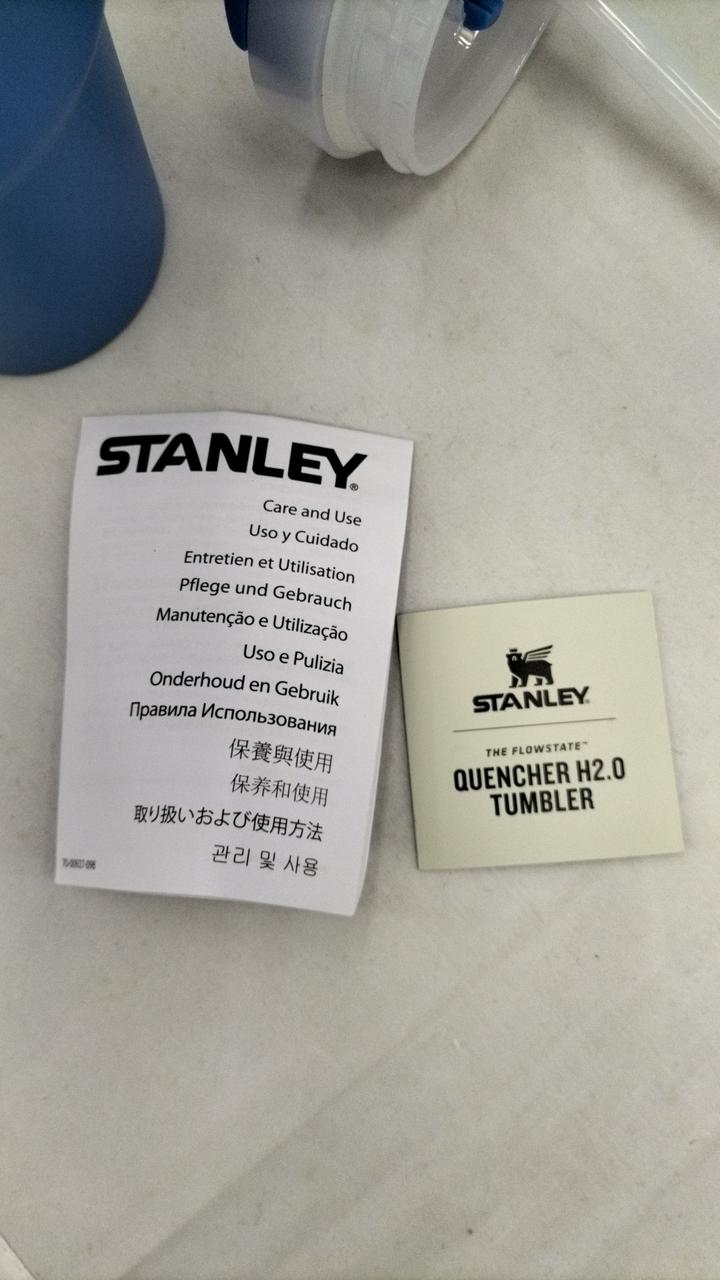 STANLEY®
Care and Use
Uso y Cuidado
Entretien et Utilisation
Pflege und Gebrauch
Manutenção e Utilização
Uso e Pulizia
Onderhoud en Gebruik
Правила Использования
保養與使用
保养和使用
取り扱いおよび使用方法
관리 및 사용
STANLEY®
THE FLOWSTATE™
QUENCHER H2.0
TUMBLER